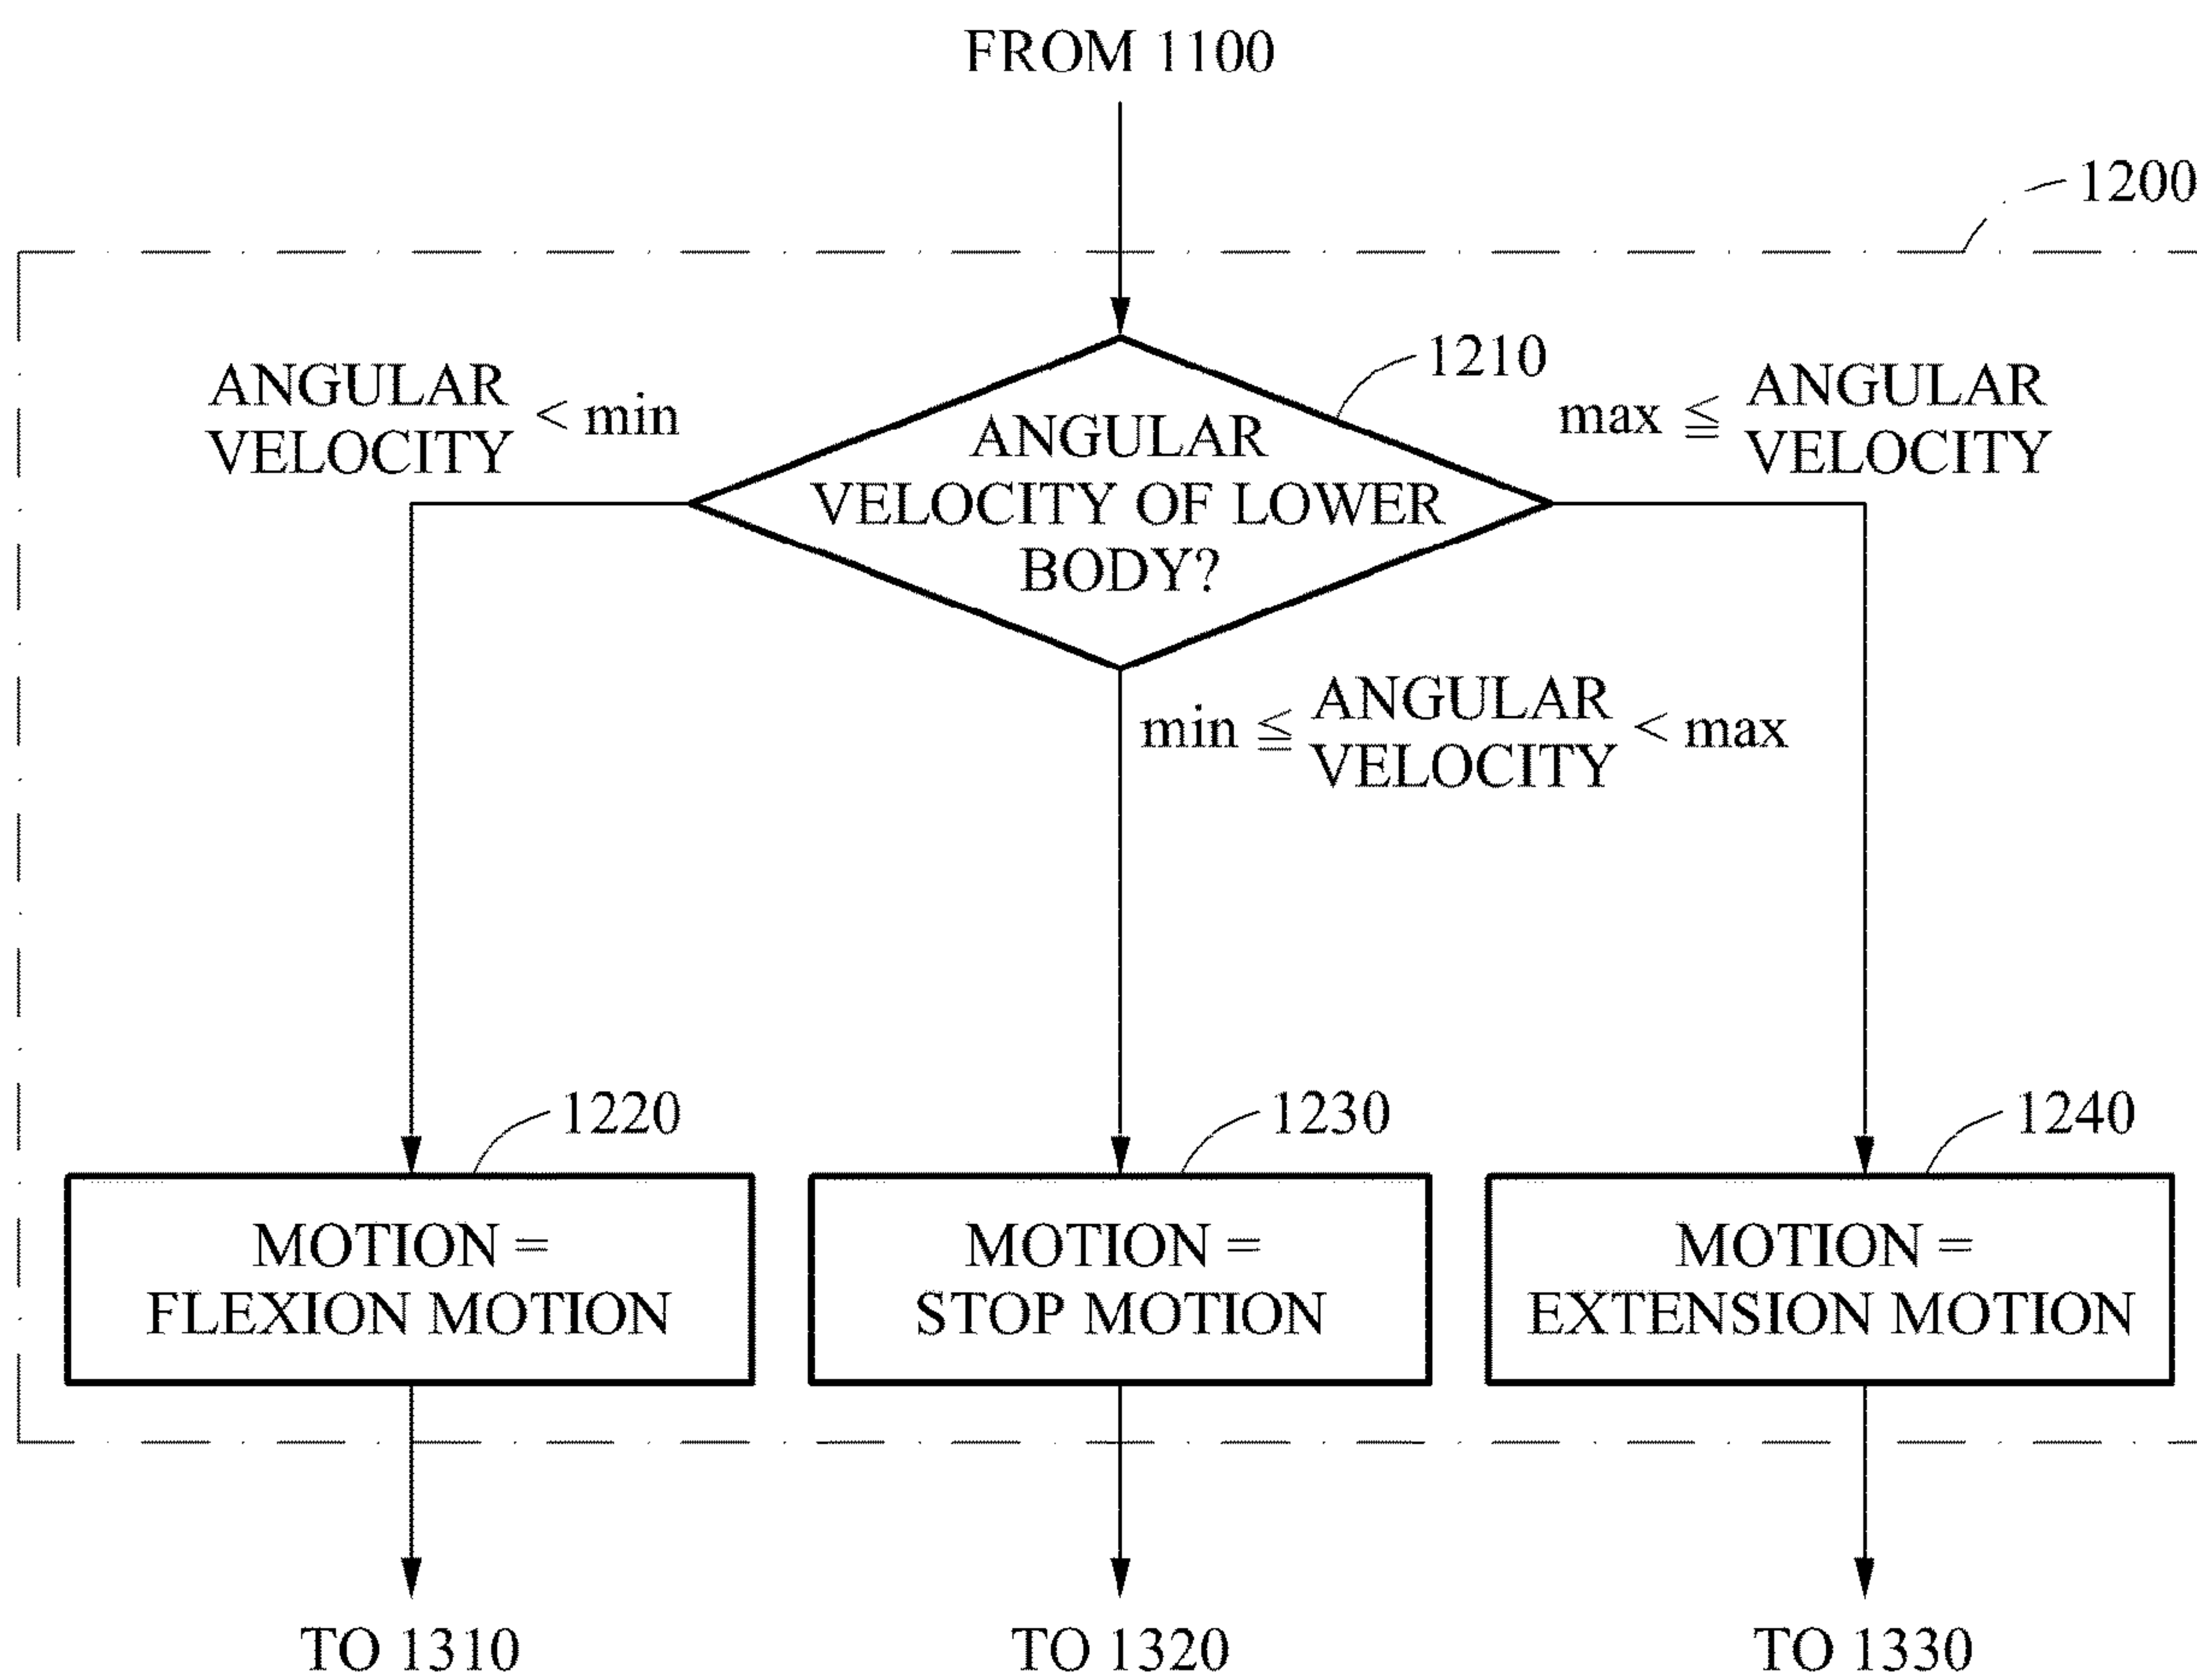 FROM 1100
1200
1210
ANGULAR
VELOCITY < min
ANGULAR
VELOCITY OF LOWER
BODY?
max ≦ ANGULAR
VELOCITY
min ≦ ANGULAR
VELOCITY < max
1220
1230
1240
MOTION =
FLEXION MOTION
MOTION =
STOP MOTION
MOTION =
EXTENSION MOTION
TO 1310
TO 1320
TO 1330